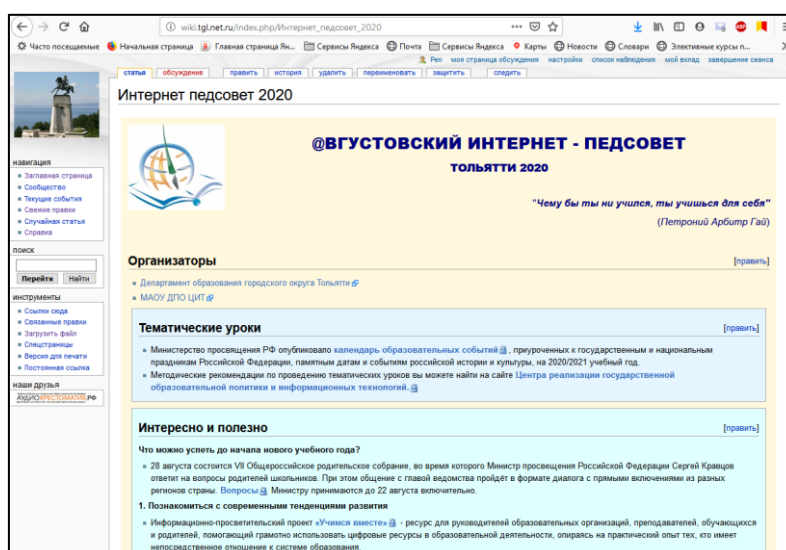 wiki.tgl.net.ru/index.php/Интернет_педсовет_2020
Часто посещаемые Начальная страница Главная страница Ян... Сервисы Яндекса Почта Сервисы Яндекса Карты Новости Словари Элективные курсы п...
Pen моя страница обсуждения настройки список наблюдения мой вклад завершение сеанса
статья обсуждение править история удалить переименовать защитить следить
Интернет педсовет 2020
@ВГУСТОВСКИЙ ИНТЕРНЕТ - ПЕДСОВЕТ
ТОЛЬЯТТИ 2020
"Чему бы ты ни учился, ты учишься для себя"
(Петроний Арбитр Гай)
навигация
Заглавная страница
Сообщество
Текущие события
Свежие правки
Случайная статья
Справка
поиск
Перейти Найти
инструменты
Ссылки сюда
Связанные правки
Загрузить файл
Спецстраницы
Версия для печати
Постоянная ссылка
наши друзья
АУДИОХРЕСТОМАТИЯ.РФ
Организаторы [править]
Департамент образования городского округа Тольятти
МАОУ ДПО ЦИТ
Тематические уроки [править]
Министерство просвещения РФ опубликовало календарь образовательных событий, приуроченных к государственным и национальным
праздникам Российской Федерации, памятным датам и событиям российской истории и культуры, на 2020/2021 учебный год.
Методические рекомендации по проведению тематических уроков вы можете найти на сайте Центра реализации государственной
образовательной политики и информационных технологий.
Интересно и полезно [править]
Что можно успеть до начала нового учебного года?
28 августа состоится VII Общероссийское родительское собрание, во время которого Министр просвещения Российской Федерации Сергей Кравцов
ответит на вопросы родителей школьников. При этом общение с главой ведомства пройдёт в формате диалога с прямыми включениями из разных
регионов страны. Вопросы Министру принимаются до 22 августа включительно.
1. Познакомиться с современными тенденциями развития
Информационно-просветительский проект «Учимся вместе» - ресурс для руководителей образовательных организаций, преподавателей, обучающихся
и родителей, помогающий грамотно использовать цифровые ресурсы в образовательной деятельности, опираясь на практический опыт тех, кто имеет
непосредственное отношение к системе образования.